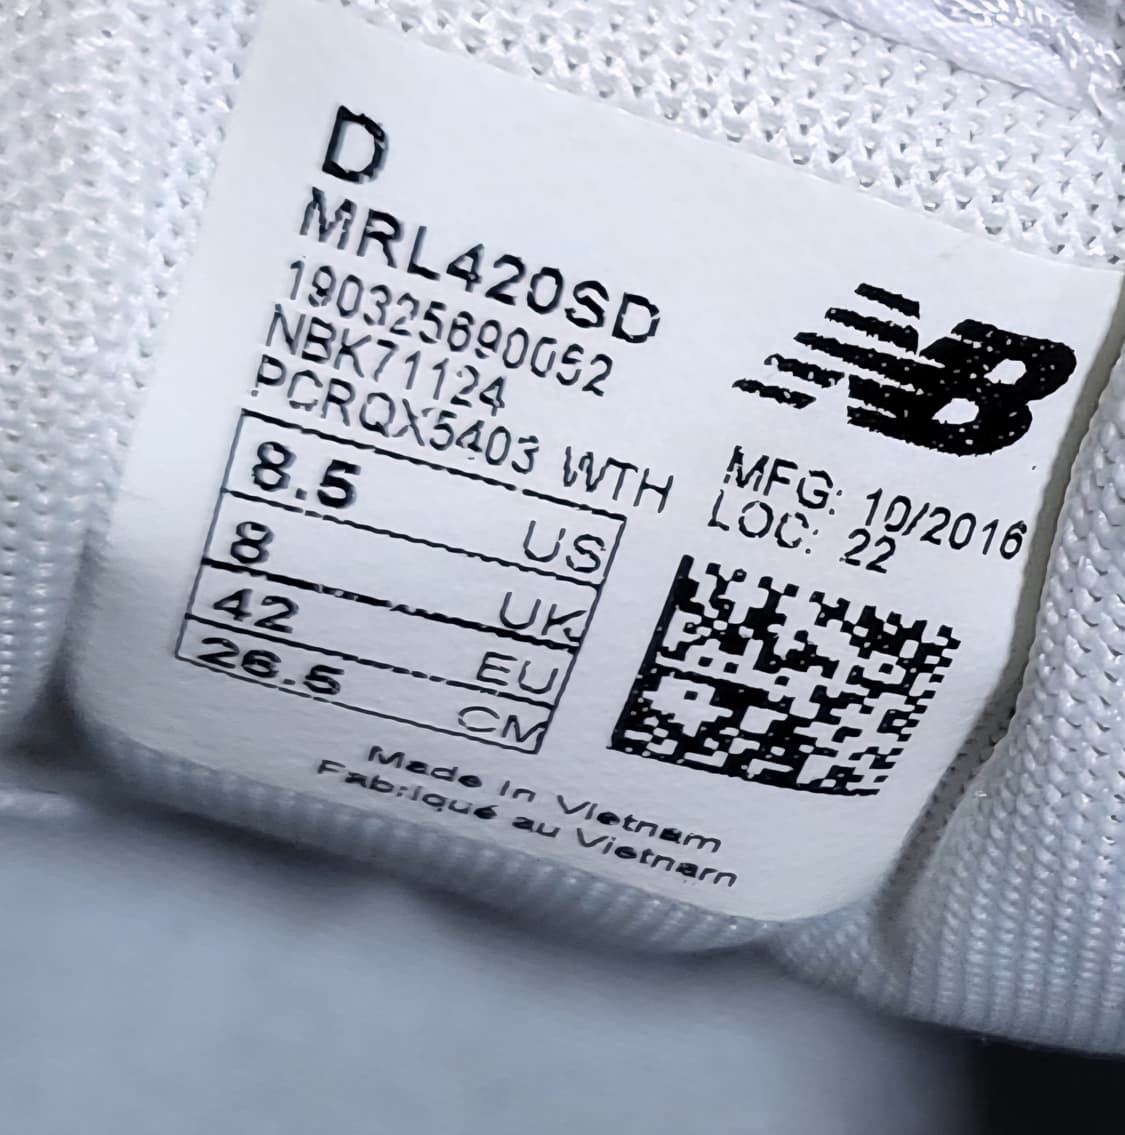 D
MRL420SD
190325690052
NBK71124
PCRQX5403 WTH
8.5 US
8 UK
42 EU
26.5 CM
NB
MFG: 10/2016
LOC: 22
Made in Vietnam
Fabriqué au Vietnam